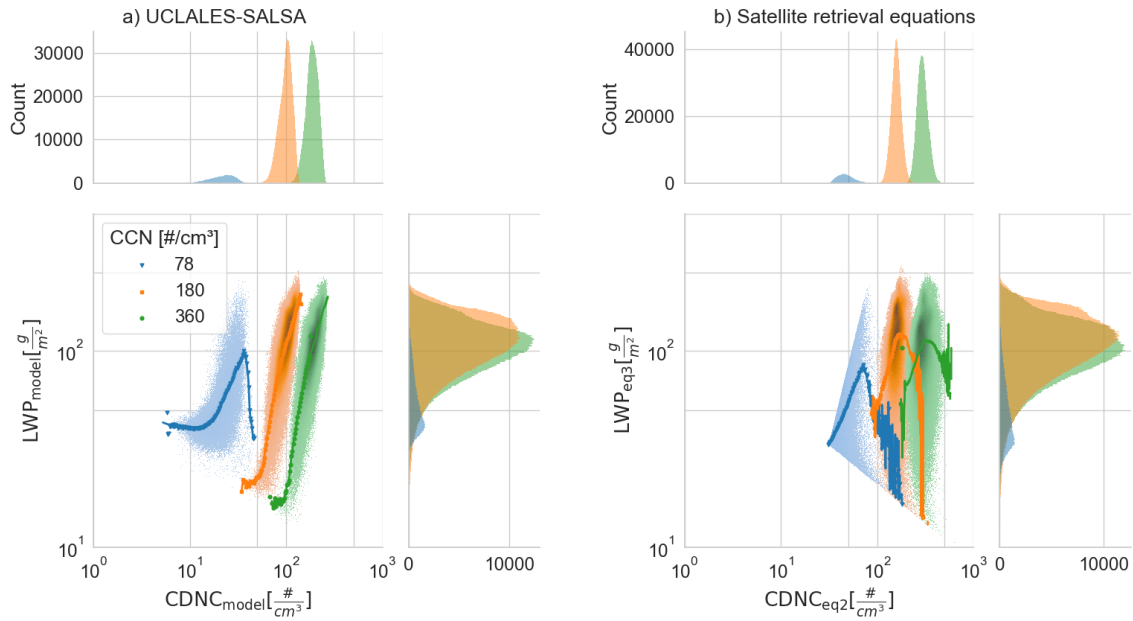 a) UCLALES-SALSA
Count
30000
20000
10000
0
CCN [#/cm³]
78
180
360
LWP_model[g/m²]
10²
10¹
10⁰ 10¹ 10² 10³
CDNC_model[#/cm³]
0 10000
b) Satellite retrieval equations
Count
40000
20000
0
LWP_eq3[g/m²]
10²
10¹
10⁰ 10¹ 10² 10³
CDNC_eq2[#/cm³]
0 10000